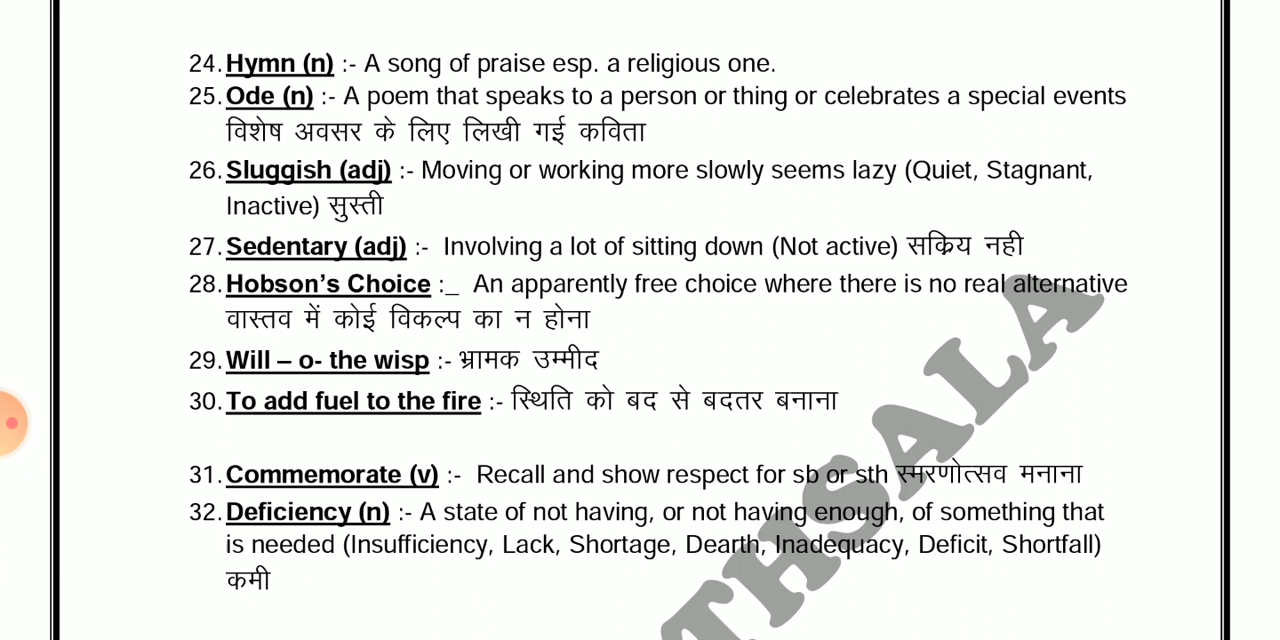 24. Hymn (n) :- A song of praise esp. a religious one.
25. Ode (n) :- A poem that speaks to a person or thing or celebrates a special events
विशेष अवसर के लिए लिखी गई कविता
26. Sluggish (adj) :- Moving or working more slowly seems lazy (Quiet, Stagnant,
Inactive) सुस्ती
27. Sedentary (adj) :- Involving a lot of sitting down (Not active) सक्रिय नही
28. Hobson’s Choice :_ An apparently free choice where there is no real alternative
वास्तव में कोई विकल्प का न होना
29. Will – o- the wisp :- भ्रामक उम्मीद
30. To add fuel to the fire :- स्थिति को बद से बदतर बनाना
31. Commemorate (v) :- Recall and show respect for sb or sth स्मरणोत्सव मनाना
32. Deficiency (n) :- A state of not having, or not having enough, of something that
is needed (Insufficiency, Lack, Shortage, Dearth, Inadequacy, Deficit, Shortfall)
कमी
THSALA